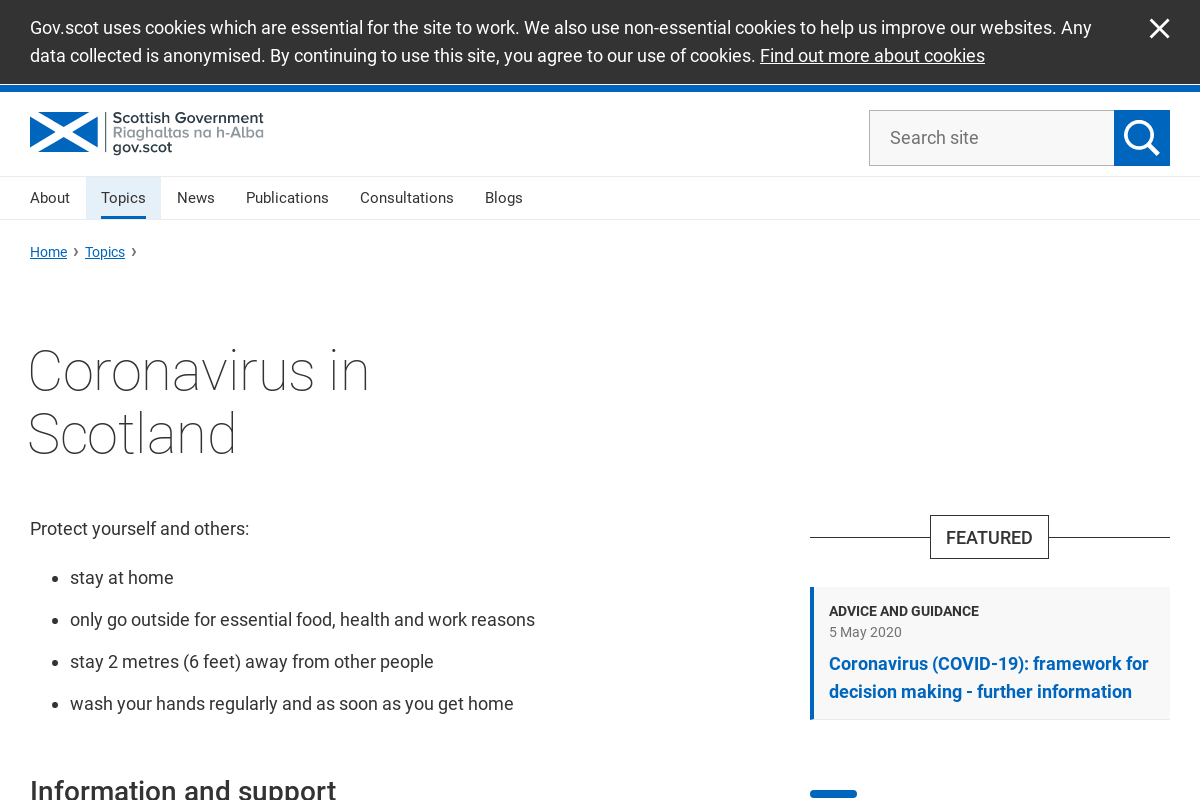 Gov.scot uses cookies which are essential for the site to work. We also use non-essential cookies to help us improve our websites. Any
data collected is anonymised. By continuing to use this site, you agree to our use of cookies. Find out more about cookies
Scottish Government
Riaghaltas na h-Alba
gov.scot
Search site
About
Topics
News
Publications
Consultations
Blogs
Home › Topics ›
Coronavirus in
Scotland
Protect yourself and others:
• stay at home
• only go outside for essential food, health and work reasons
• stay 2 metres (6 feet) away from other people
• wash your hands regularly and as soon as you get home
Information and support
FEATURED
ADVICE AND GUIDANCE
5 May 2020
Coronavirus (COVID-19): framework for
decision making - further information